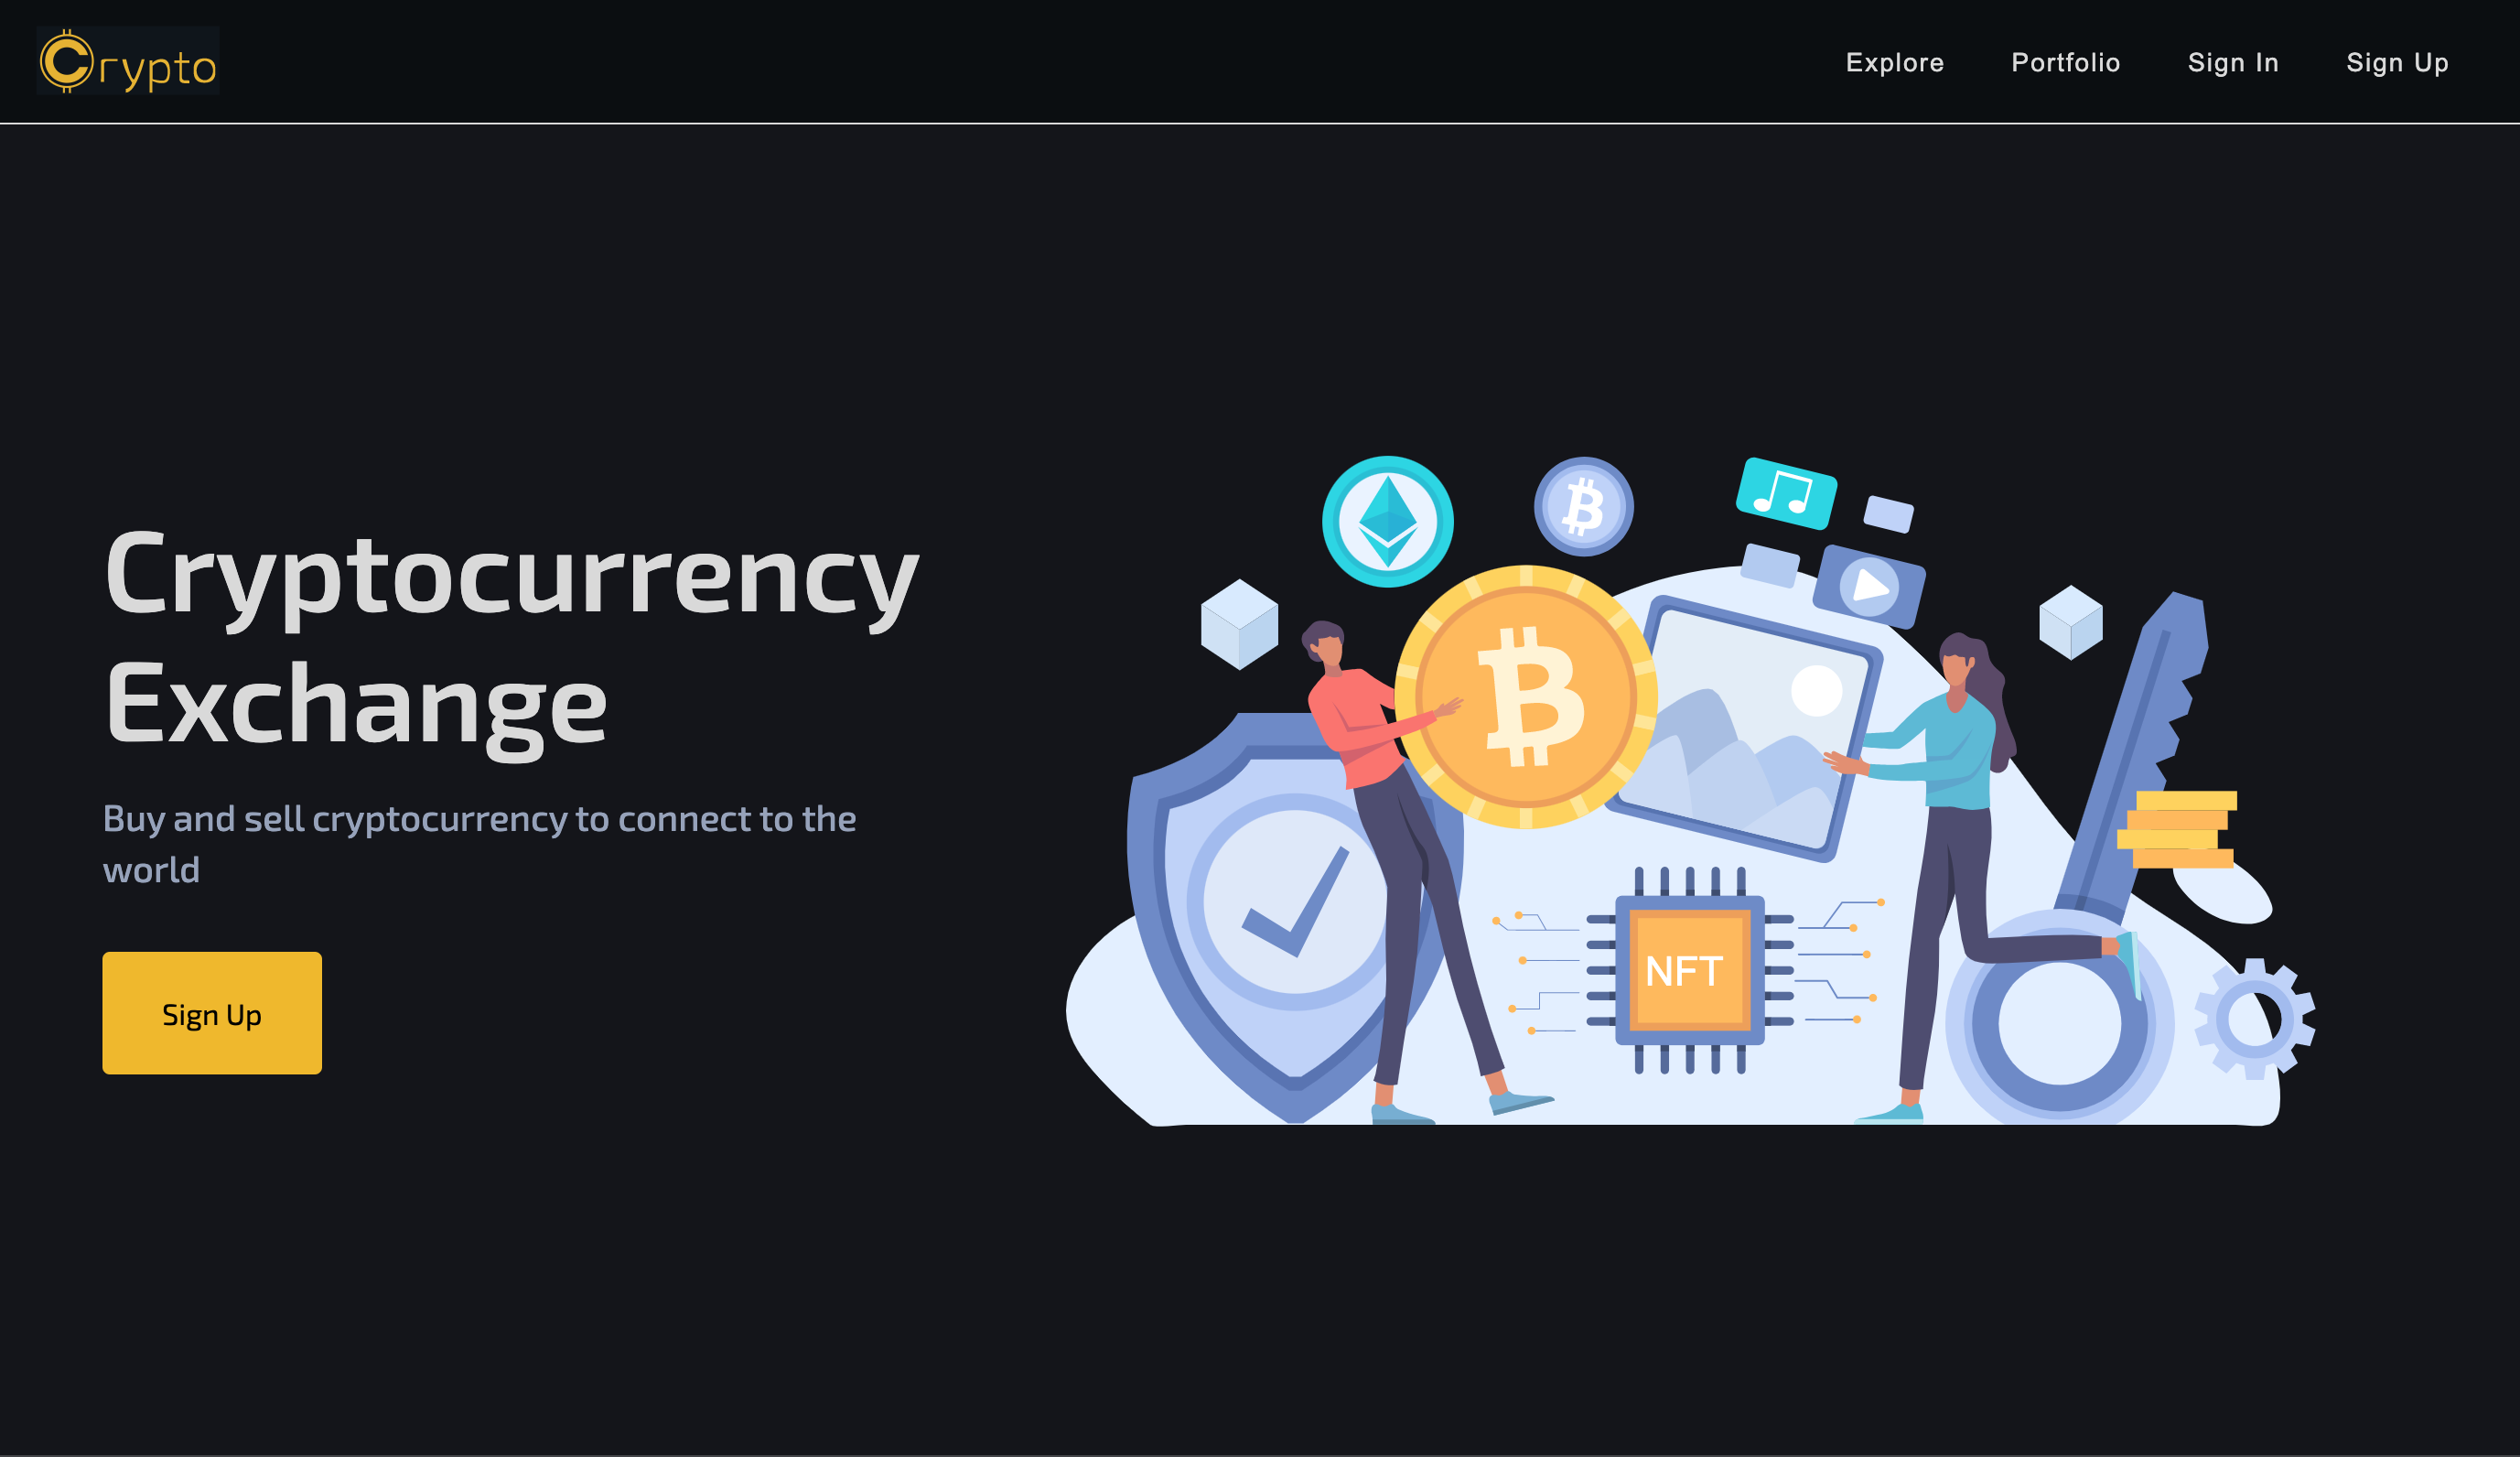 Crypto
Explore Portfolio Sign In Sign Up
Cryptocurrency
Exchange
Buy and sell cryptocurrency to connect to the
world
Sign Up
NFT